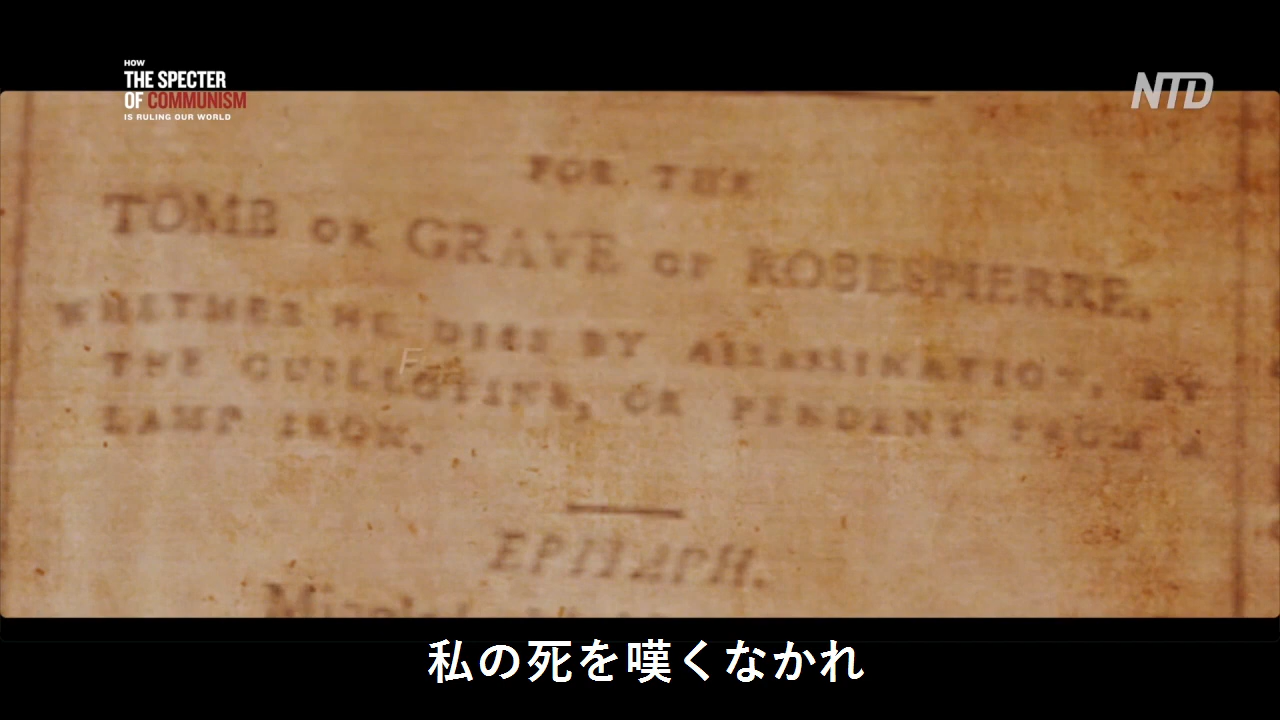 HOW
THE SPECTER
OF COMMUNISM
IS RULING OUR WORLD
NTD
FOR THE
TOMB OR GRAVE OF ROBESPIERRE,
WHETHER HE DIES BY ASSASSINATION, BY
THE GUILLOTINE, OR PENDENT FROM A
LAMP IRON.
EPITAPH.
私の死を嘆くなかれ